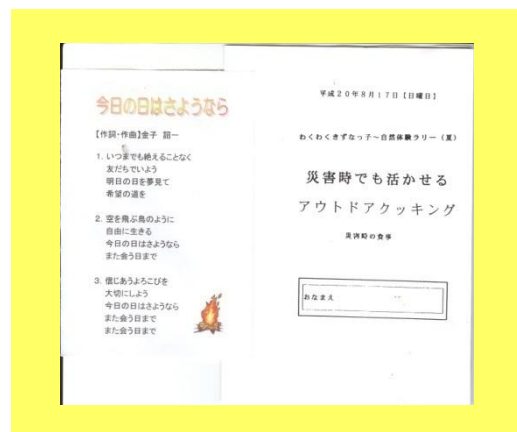 今日の日はさようなら
【作詞・作曲】金子 詔一
1. いつまでも絶えることなく
友だちでいよう
明日の日を夢見て
希望の道を
2. 空を飛ぶ鳥のように
自由に生きる
今日の日はさようなら
また会う日まで
3. 信じあうよろこびを
大切にしよう
今日の日はさようなら
また会う日まで
また会う日まで
平成20年8月17日【日曜日】
わくわくきずなっ子～自然体験ラリー（夏）
災害時でも活かせる
アウトドアクッキング
災害時の食事
おなまえ